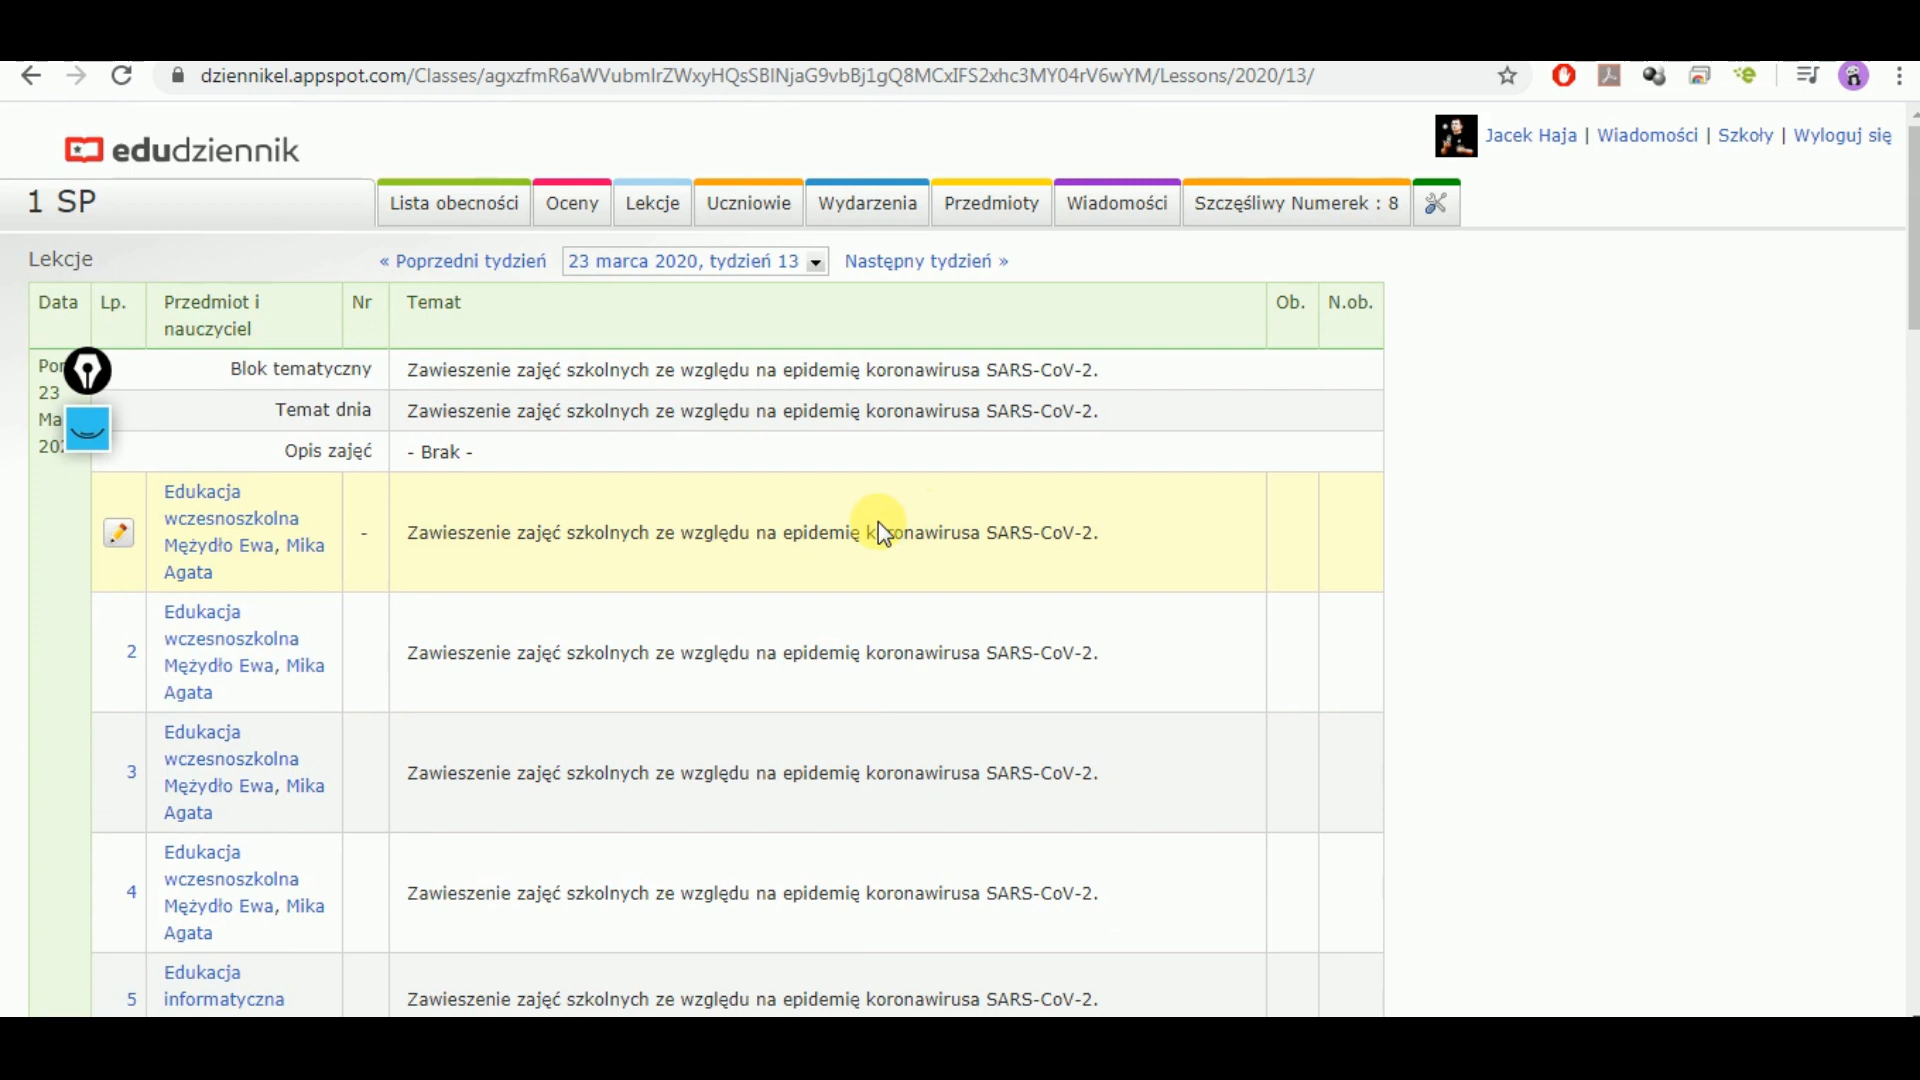 dziennikel.appspot.com/Classes/agxzfmR6aWVubmlrZWxyHQsSBlNjaG9vbBj1gQ8MCxIFS2xhc3MY04rV6wYM/Lessons/2020/13/
edudziennik
Jacek Haja | Wiadomości | Szkoły | Wyloguj się
1 SP
Lista obecności
Oceny
Lekcje
Uczniowie
Wydarzenia
Przedmioty
Wiadomości
Szczęśliwy Numerek : 8
Lekcje
« Poprzedni tydzień
23 marca 2020, tydzień 13
Następny tydzień »
Data
Lp.
Przedmiot i
nauczyciel
Nr
Temat
Ob.
N.ob.
23
Blok tematyczny
Zawieszenie zajęć szkolnych ze względu na epidemię koronawirusa SARS-CoV-2.
Temat dnia
Zawieszenie zajęć szkolnych ze względu na epidemię koronawirusa SARS-CoV-2.
Opis zajęć
- Brak -
Edukacja
wczesnoszkolna
Mężydło Ewa, Mika
Agata
-
Zawieszenie zajęć szkolnych ze względu na epidemię koronawirusa SARS-CoV-2.
2
Edukacja
wczesnoszkolna
Mężydło Ewa, Mika
Agata
Zawieszenie zajęć szkolnych ze względu na epidemię koronawirusa SARS-CoV-2.
3
Edukacja
wczesnoszkolna
Mężydło Ewa, Mika
Agata
Zawieszenie zajęć szkolnych ze względu na epidemię koronawirusa SARS-CoV-2.
4
Edukacja
wczesnoszkolna
Mężydło Ewa, Mika
Agata
Zawieszenie zajęć szkolnych ze względu na epidemię koronawirusa SARS-CoV-2.
5
Edukacja
informatyczna
Zawieszenie zajęć szkolnych ze względu na epidemię koronawirusa SARS-CoV-2.